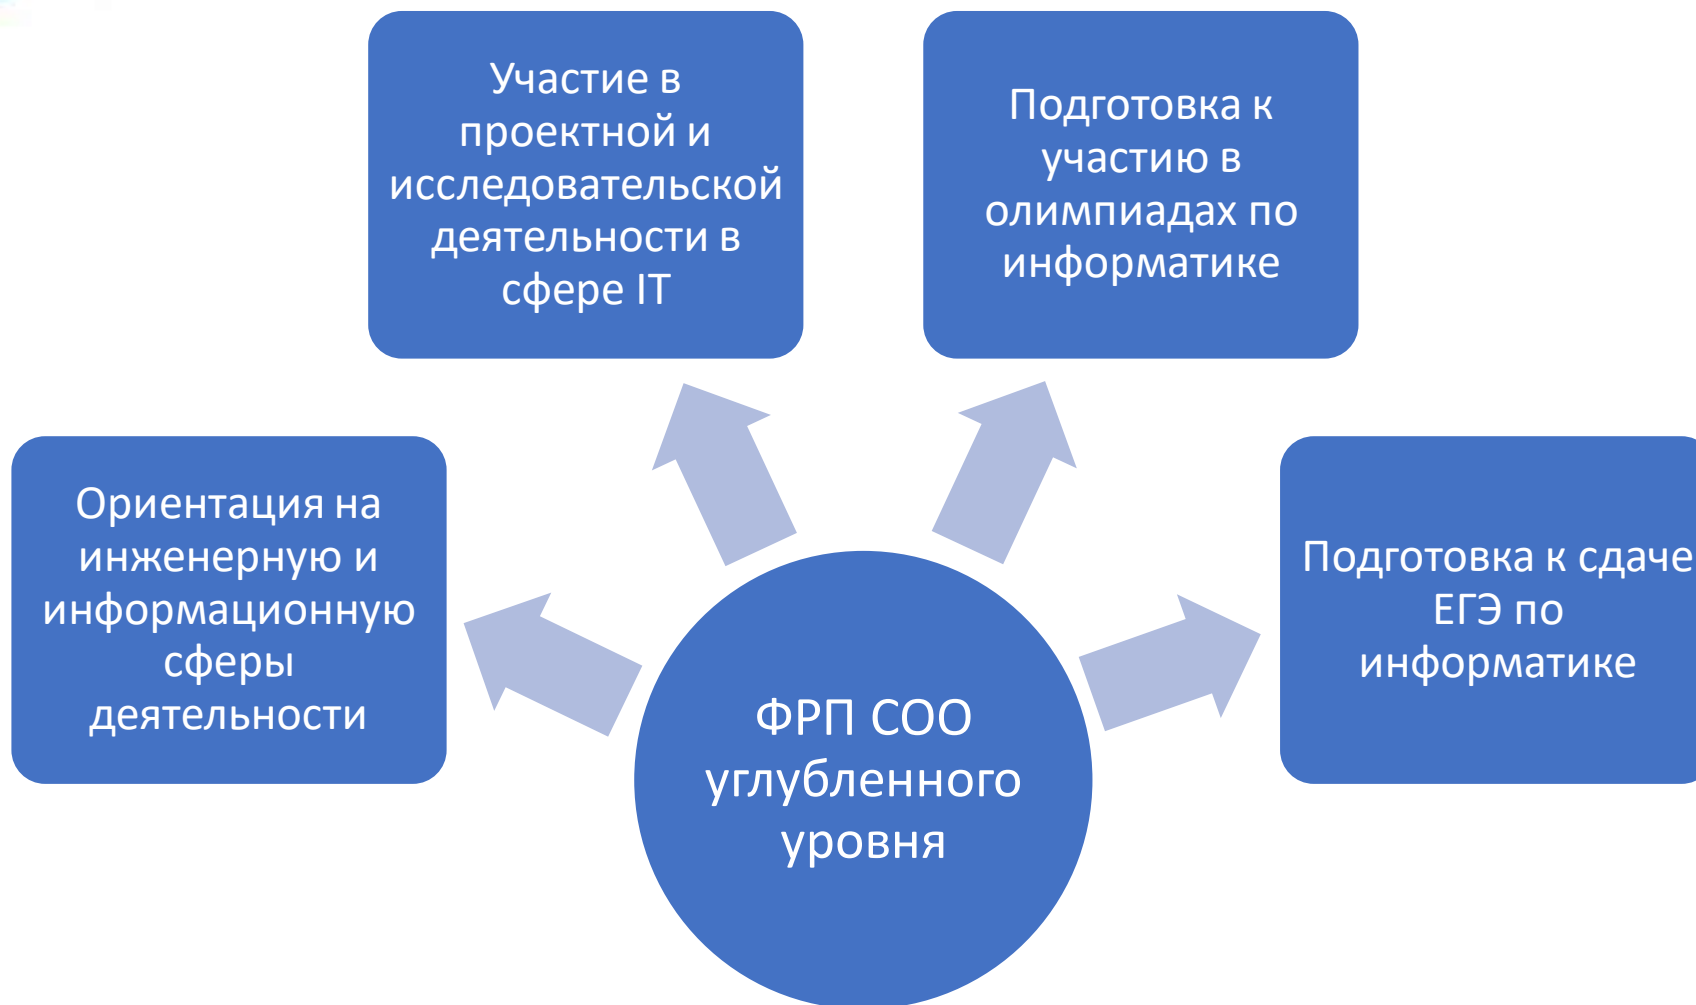 Участие в
проектной и
исследовательской
деятельности в
сфере IT
Подготовка к
участию в
олимпиадах по
информатике
Ориентация на
инженерную и
информационную
сферы
деятельности
Подготовка к сдаче
ЕГЭ по
информатике
ФРП СОО
углубленного
уровня